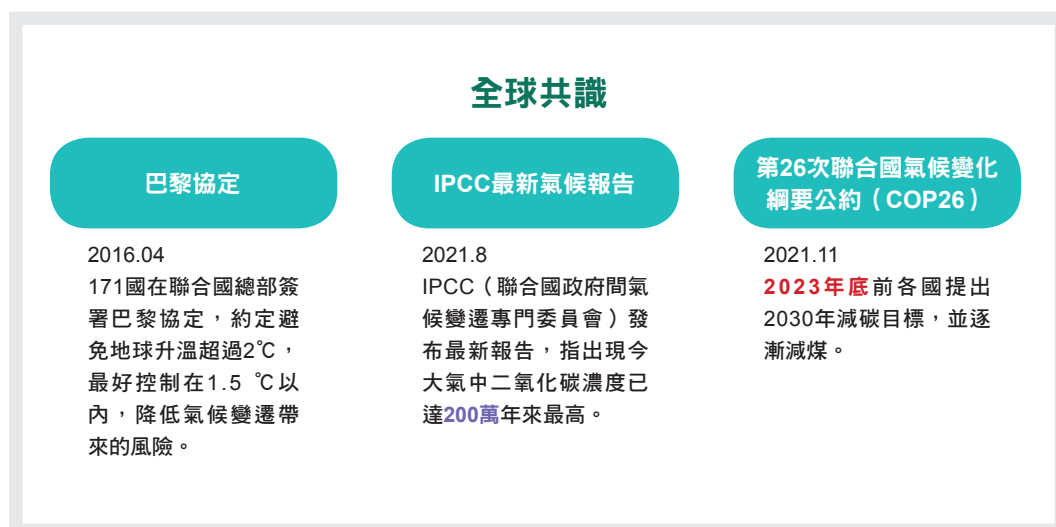 全球共識
巴黎協定
2016.04
171國在聯合國總部簽
署巴黎協定，約定避
免地球升溫超過2℃，
最好控制在1.5 ℃以
內，降低氣候變遷帶
來的風險。
IPCC最新氣候報告
2021.8
IPCC（聯合國政府間氣
候變遷專門委員會）發
布最新報告，指出現今
大氣中二氧化碳濃度已
達200萬年來最高。
第26次聯合國氣候變化
綱要公約（COP26）
2021.11
2023年底前各國提出
2030年減碳目標，並逐
漸減煤。